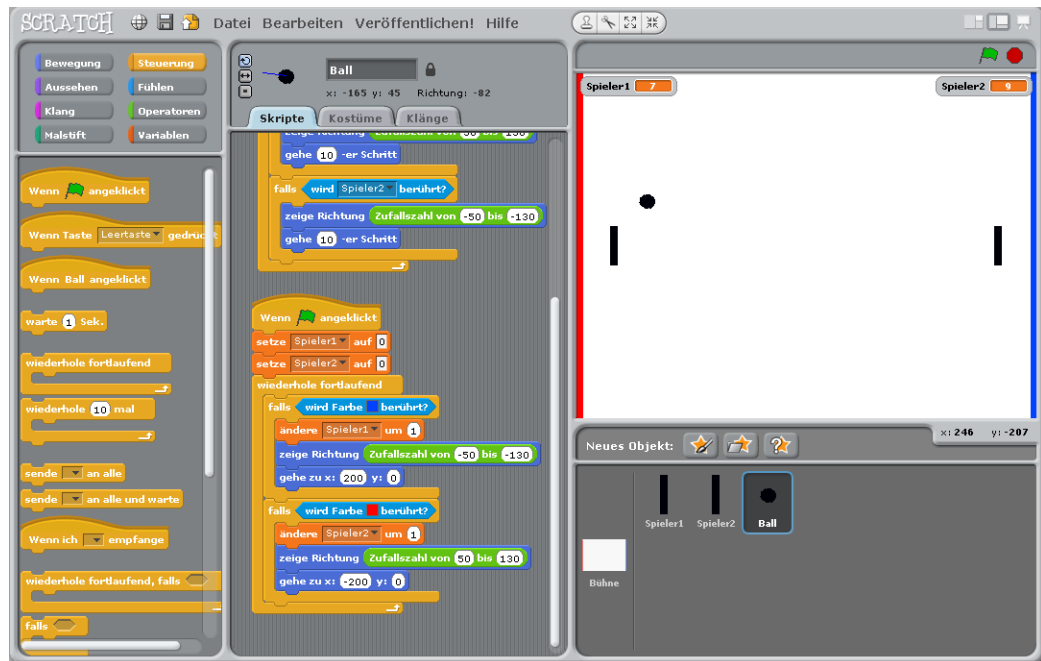 SCRATCH Datei Bearbeiten Veröffentlichen! Hilfe
Bewegung Steuerung
Aussehen Fühlen
Klang Operatoren
Malstift Variablen
Wenn angeklickt
Wenn Taste Leertaste gedrückt
Wenn Ball angeklickt
warte 1 Sek.
wiederhole fortlaufend
wiederhole 10 mal
sende an alle
sende an alle und warte
Wenn ich empfange
wiederhole fortlaufend, falls
falls
Ball
x: -165 y: 45 Richtung: -82
Skripte Kostüme Klänge
zeige Richtung Zufallszahl von 50 bis 130
gehe 10 -er Schritt
falls wird Spieler2 berührt?
zeige Richtung Zufallszahl von -50 bis -130
gehe 10 -er Schritt
Wenn angeklickt
setze Spieler1 auf 0
setze Spieler2 auf 0
wiederhole fortlaufend
falls wird Farbe berührt?
ändere Spieler1 um 1
zeige Richtung Zufallszahl von -50 bis -130
gehe zu x: 200 y: 0
falls wird Farbe berührt?
ändere Spieler2 um 1
zeige Richtung Zufallszahl von 50 bis 130
gehe zu x: -200 y: 0
Spieler1 7
Spieler2 9
x: 246 y: -207
Neues Objekt:
Spieler1 Spieler2 Ball
Bühne